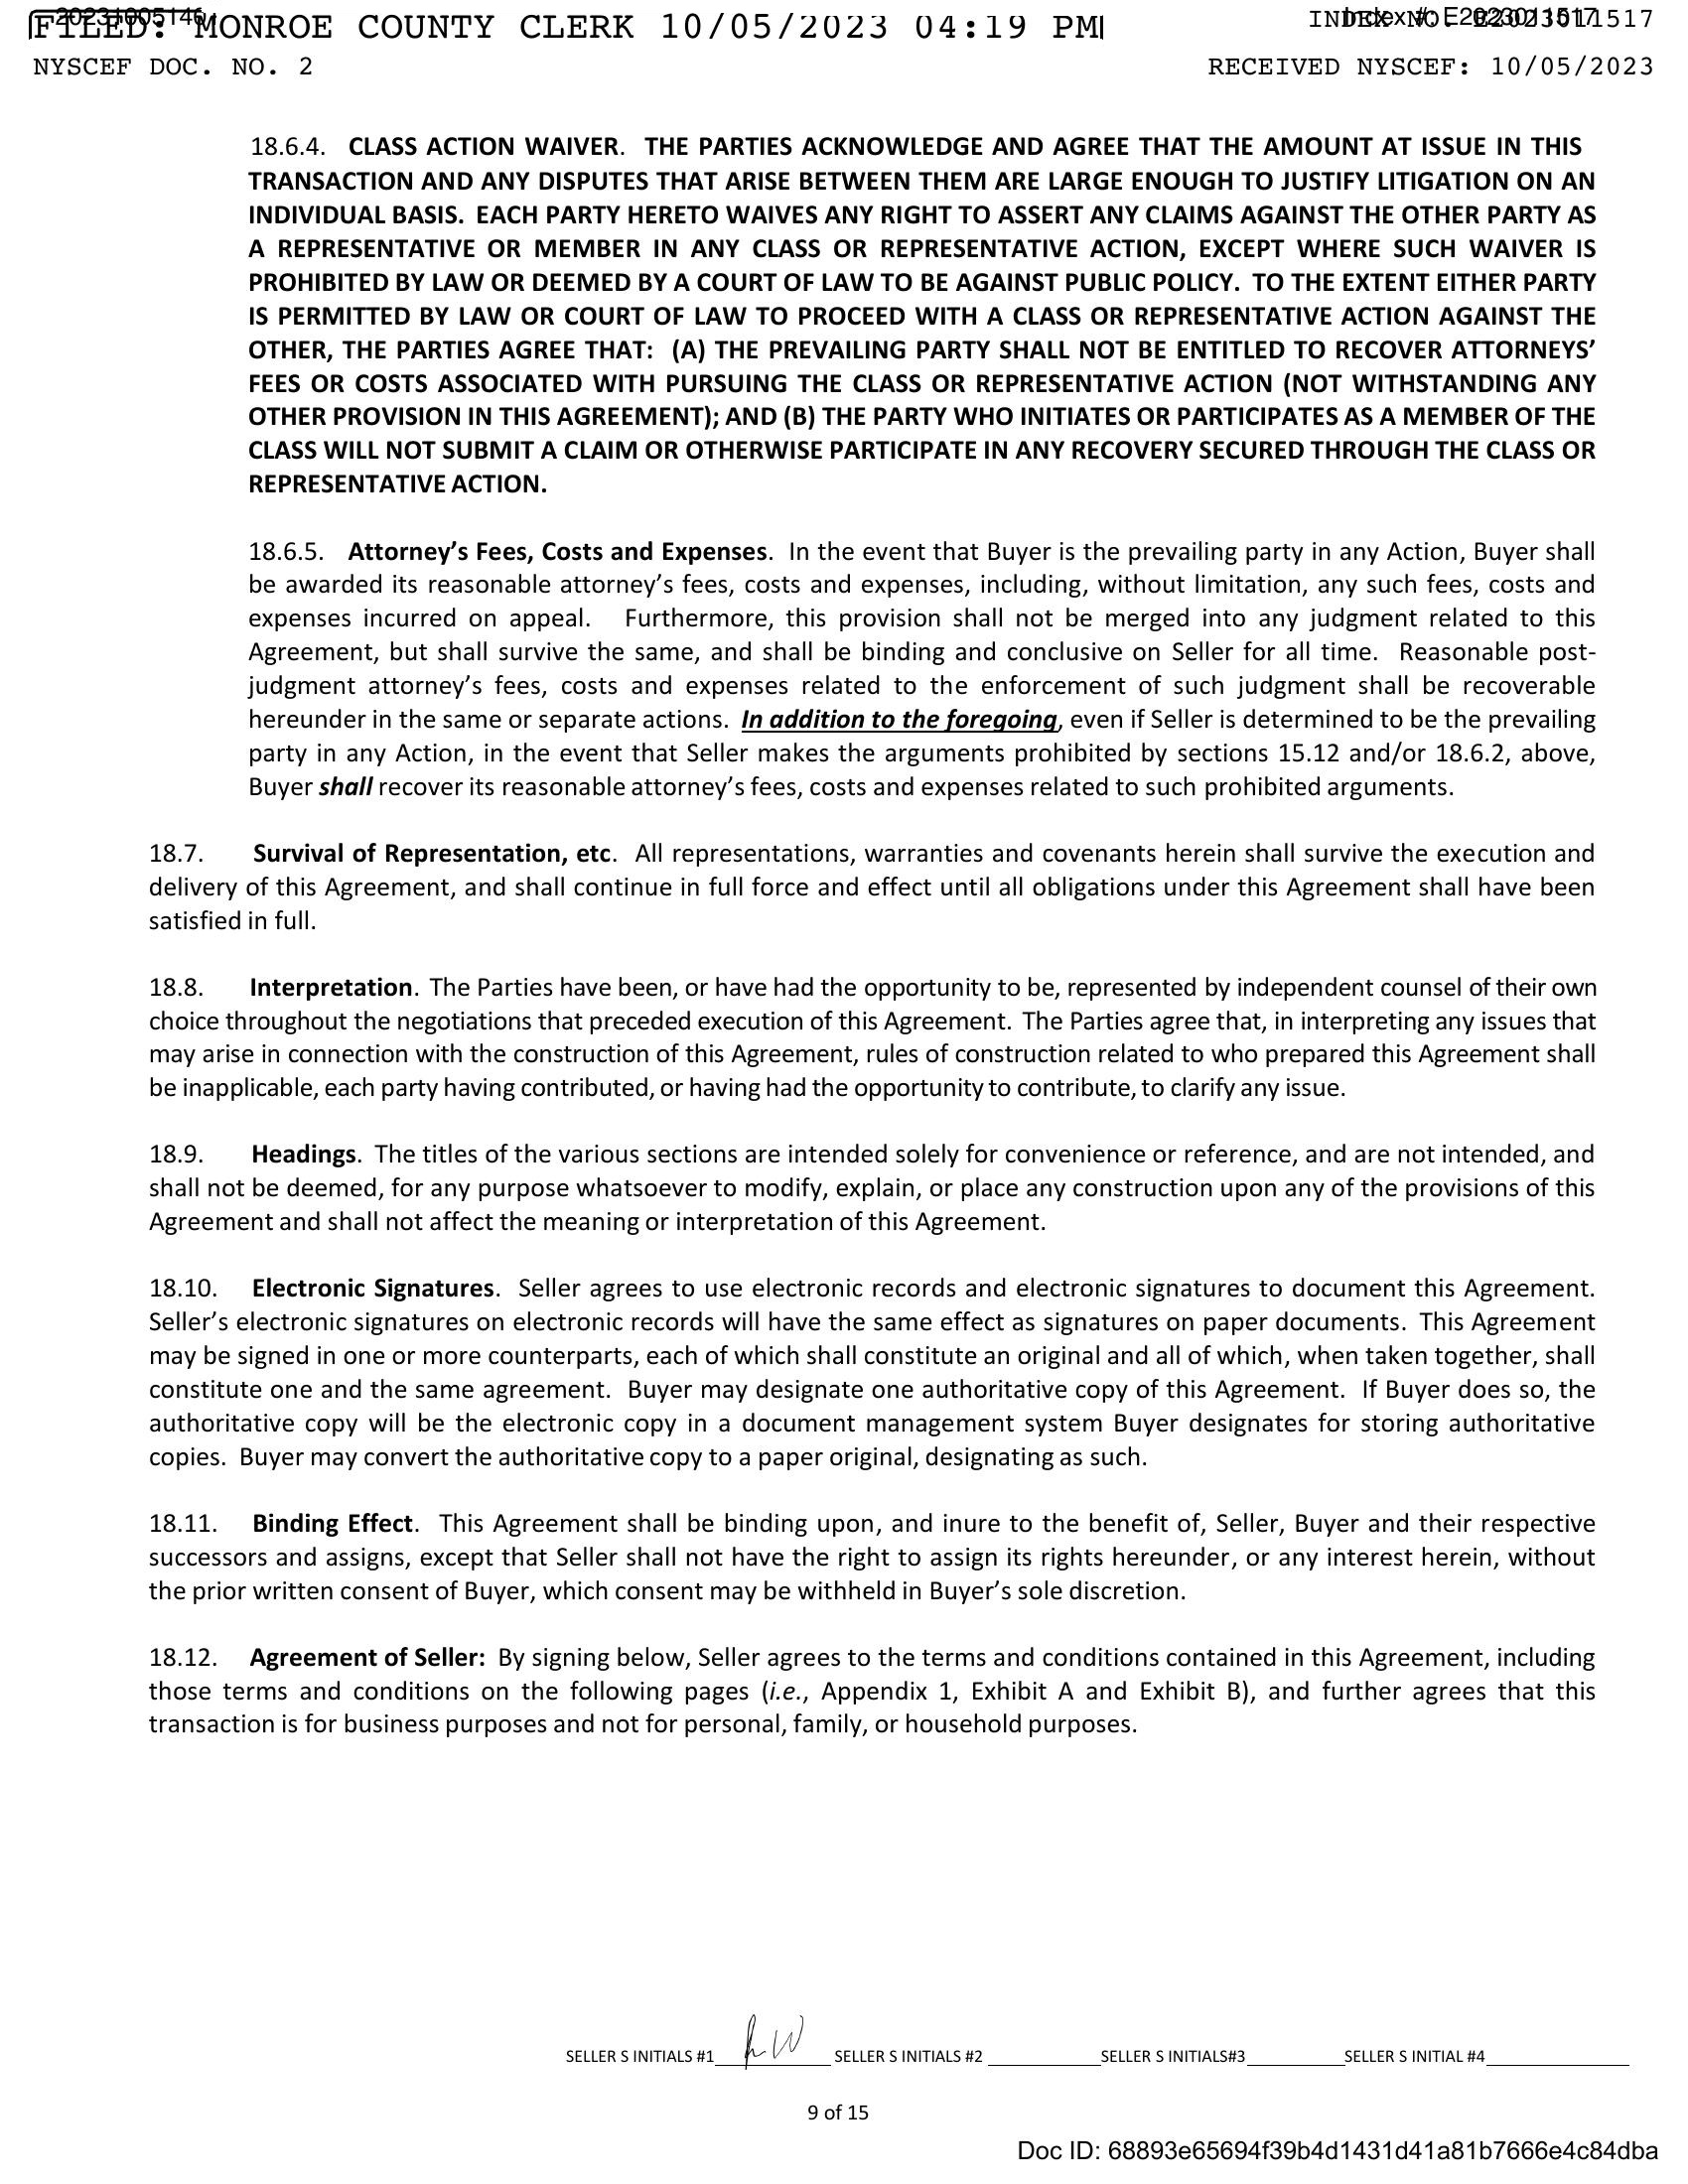 202310051464
FILED: MONROE COUNTY CLERK 10/05/2023 04:19 PM
INDEX NO. E2023011517
Index #: E2023011517
NYSCEF DOC. NO. 2
RECEIVED NYSCEF: 10/05/2023
18.6.4. CLASS ACTION WAIVER. THE PARTIES ACKNOWLEDGE AND AGREE THAT THE AMOUNT AT ISSUE IN THIS
TRANSACTION AND ANY DISPUTES THAT ARISE BETWEEN THEM ARE LARGE ENOUGH TO JUSTIFY LITIGATION ON AN
INDIVIDUAL BASIS. EACH PARTY HERETO WAIVES ANY RIGHT TO ASSERT ANY CLAIMS AGAINST THE OTHER PARTY AS
A REPRESENTATIVE OR MEMBER IN ANY CLASS OR REPRESENTATIVE ACTION, EXCEPT WHERE SUCH WAIVER IS
PROHIBITED BY LAW OR DEEMED BY A COURT OF LAW TO BE AGAINST PUBLIC POLICY. TO THE EXTENT EITHER PARTY
IS PERMITTED BY LAW OR COURT OF LAW TO PROCEED WITH A CLASS OR REPRESENTATIVE ACTION AGAINST THE
OTHER, THE PARTIES AGREE THAT: (A) THE PREVAILING PARTY SHALL NOT BE ENTITLED TO RECOVER ATTORNEYS’
FEES OR COSTS ASSOCIATED WITH PURSUING THE CLASS OR REPRESENTATIVE ACTION (NOT WITHSTANDING ANY
OTHER PROVISION IN THIS AGREEMENT); AND (B) THE PARTY WHO INITIATES OR PARTICIPATES AS A MEMBER OF THE
CLASS WILL NOT SUBMIT A CLAIM OR OTHERWISE PARTICIPATE IN ANY RECOVERY SECURED THROUGH THE CLASS OR
REPRESENTATIVE ACTION.
18.6.5. Attorney’s Fees, Costs and Expenses. In the event that Buyer is the prevailing party in any Action, Buyer shall
be awarded its reasonable attorney’s fees, costs and expenses, including, without limitation, any such fees, costs and
expenses incurred on appeal. Furthermore, this provision shall not be merged into any judgment related to this
Agreement, but shall survive the same, and shall be binding and conclusive on Seller for all time. Reasonable post-
judgment attorney’s fees, costs and expenses related to the enforcement of such judgment shall be recoverable
hereunder in the same or separate actions. In addition to the foregoing, even if Seller is determined to be the prevailing
party in any Action, in the event that Seller makes the arguments prohibited by sections 15.12 and/or 18.6.2, above,
Buyer shall recover its reasonable attorney’s fees, costs and expenses related to such prohibited arguments.
18.7. Survival of Representation, etc. All representations, warranties and covenants herein shall survive the execution and
delivery of this Agreement, and shall continue in full force and effect until all obligations under this Agreement shall have been
satisfied in full.
18.8. Interpretation. The Parties have been, or have had the opportunity to be, represented by independent counsel of their own
choice throughout the negotiations that preceded execution of this Agreement. The Parties agree that, in interpreting any issues that
may arise in connection with the construction of this Agreement, rules of construction related to who prepared this Agreement shall
be inapplicable, each party having contributed, or having had the opportunity to contribute, to clarify any issue.
18.9. Headings. The titles of the various sections are intended solely for convenience or reference, and are not intended, and
shall not be deemed, for any purpose whatsoever to modify, explain, or place any construction upon any of the provisions of this
Agreement and shall not affect the meaning or interpretation of this Agreement.
18.10. Electronic Signatures. Seller agrees to use electronic records and electronic signatures to document this Agreement.
Seller’s electronic signatures on electronic records will have the same effect as signatures on paper documents. This Agreement
may be signed in one or more counterparts, each of which shall constitute an original and all of which, when taken together, shall
constitute one and the same agreement. Buyer may designate one authoritative copy of this Agreement. If Buyer does so, the
authoritative copy will be the electronic copy in a document management system Buyer designates for storing authoritative
copies. Buyer may convert the authoritative copy to a paper original, designating as such.
18.11. Binding Effect. This Agreement shall be binding upon, and inure to the benefit of, Seller, Buyer and their respective
successors and assigns, except that Seller shall not have the right to assign its rights hereunder, or any interest herein, without
the prior written consent of Buyer, which consent may be withheld in Buyer’s sole discretion.
18.12. Agreement of Seller: By signing below, Seller agrees to the terms and conditions contained in this Agreement, including
those terms and conditions on the following pages (i.e., Appendix 1, Exhibit A and Exhibit B), and further agrees that this
transaction is for business purposes and not for personal, family, or household purposes.
SELLER S INITIALS #1 SELLER S INITIALS #2 SELLER S INITIALS#3 SELLER S INITIAL #4
9 of 15
Doc ID: 68893e65694f39b4d1431d41a81b7666e4c84dba